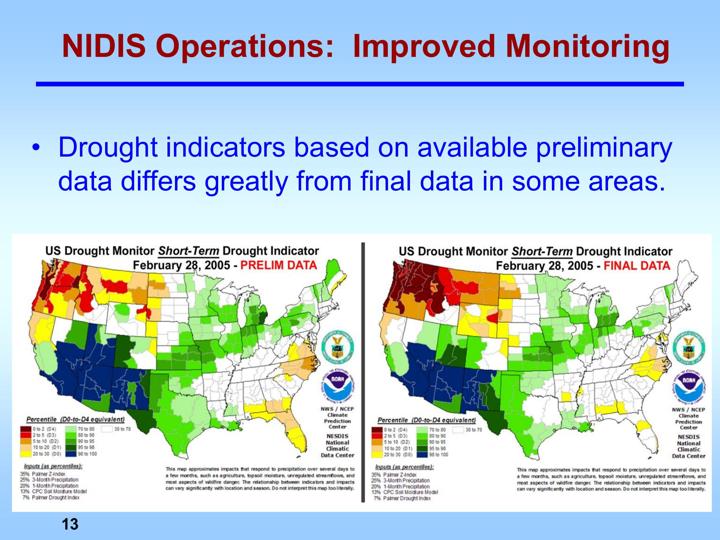 NIDIS Operations: Improved Monitoring
• Drought indicators based on available preliminary
data differs greatly from final data in some areas.
US Drought Monitor Short-Term Drought Indicator
February 28, 2005 - PRELIM DATA
NOAA
NWS / NCEP
Climate
Prediction
Center
NESDIS
National
Climatic
Data Center
Percentile (D0-to-D4 equivalent)
0 to 2 (D4) 70 to 80 30 to 70
2 to 5 (D3) 80 to 90
5 to 10 (D2) 90 to 95
10 to 20 (D1) 95 to 98
20 to 30 (D0) 98 to 100
Inputs (as percentiles):
35% Palmer Z-Index
25% 3-Month Precipitation
20% 1-Month Precipitation
13% CPC Soil Moisture Model
7% Palmer Drought Index
This map approximates impacts that respond to precipitation over several days to
a few months, such as agriculture, topsoil moisture, unregulated streamflows, and
most aspects of wildfire danger. The relationship between indicators and impacts
can vary significantly with location and season. Do not interpret this map too literally.
US Drought Monitor Short-Term Drought Indicator
February 28, 2005 - FINAL DATA
NOAA
NWS / NCEP
Climate
Prediction
Center
NESDIS
National
Climatic
Data Center
Percentile (D0-to-D4 equivalent)
0 to 2 (D4) 70 to 80 30 to 70
2 to 5 (D3) 80 to 90
5 to 10 (D2) 90 to 95
10 to 20 (D1) 95 to 98
20 to 30 (D0) 98 to 100
Inputs (as percentiles):
35% Palmer Z-Index
25% 3-Month Precipitation
20% 1-Month Precipitation
13% CPC Soil Moisture Model
7% Palmer Drought Index
This map approximates impacts that respond to precipitation over several days to
a few months, such as agriculture, topsoil moisture, unregulated streamflows, and
most aspects of wildfire danger. The relationship between indicators and impacts
can vary significantly with location and season. Do not interpret this map too literally.
13